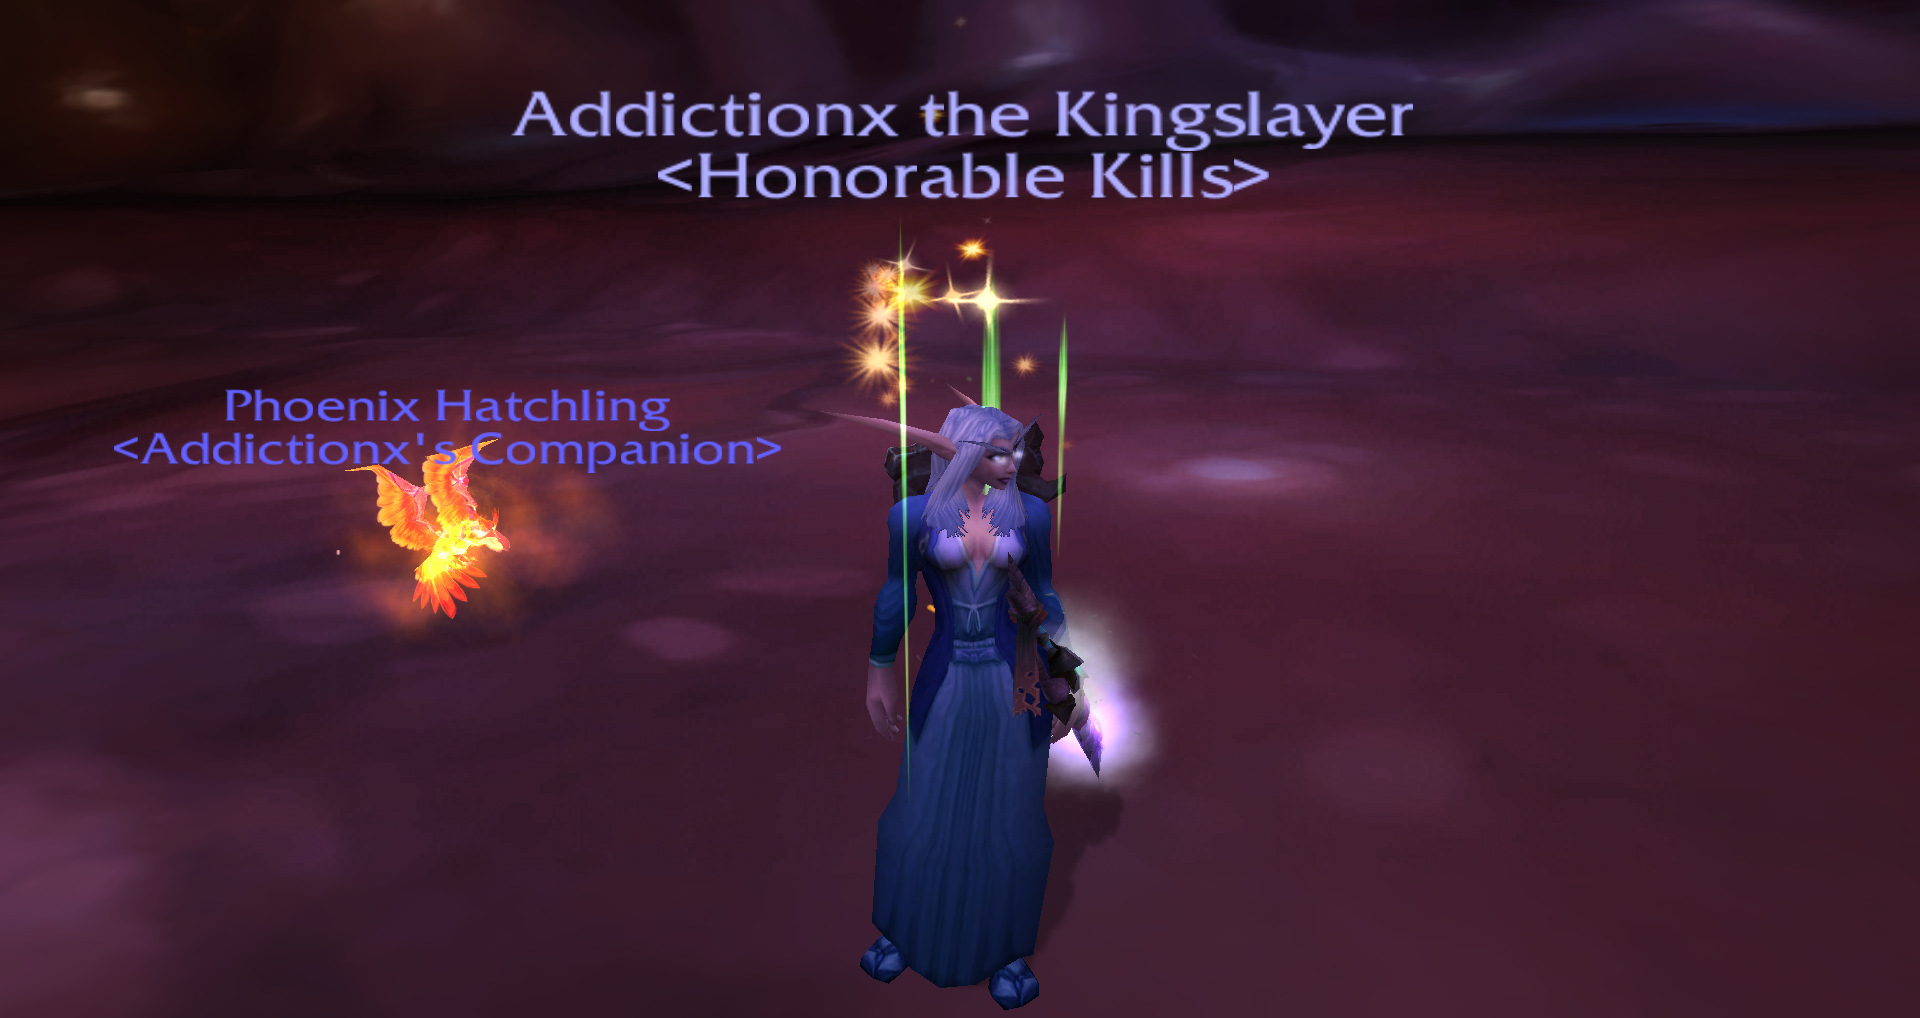 Addictionx the Kingslayer
<Honorable Kills>
Phoenix Hatchling
<Addictionx's Companion>